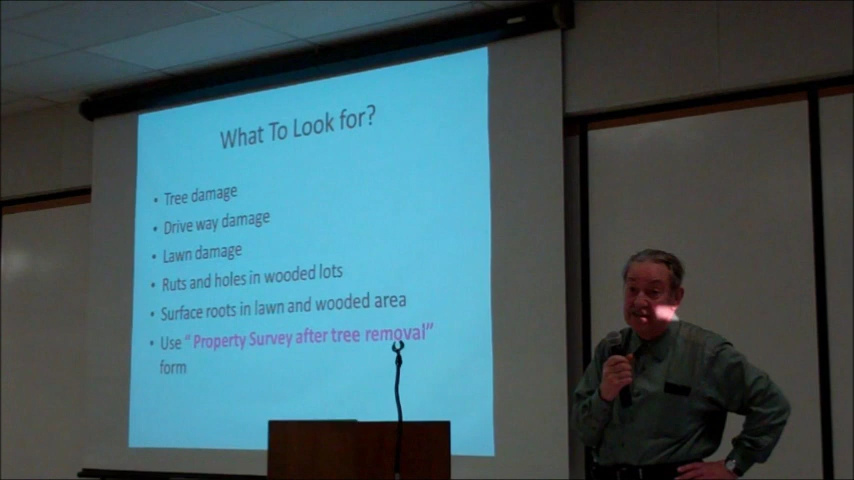 What To Look for?
• Tree damage
• Drive way damage
• Lawn damage
• Ruts and holes in wooded lots
• Surface roots in lawn and wooded area
• Use “ Property Survey after tree removal”
form